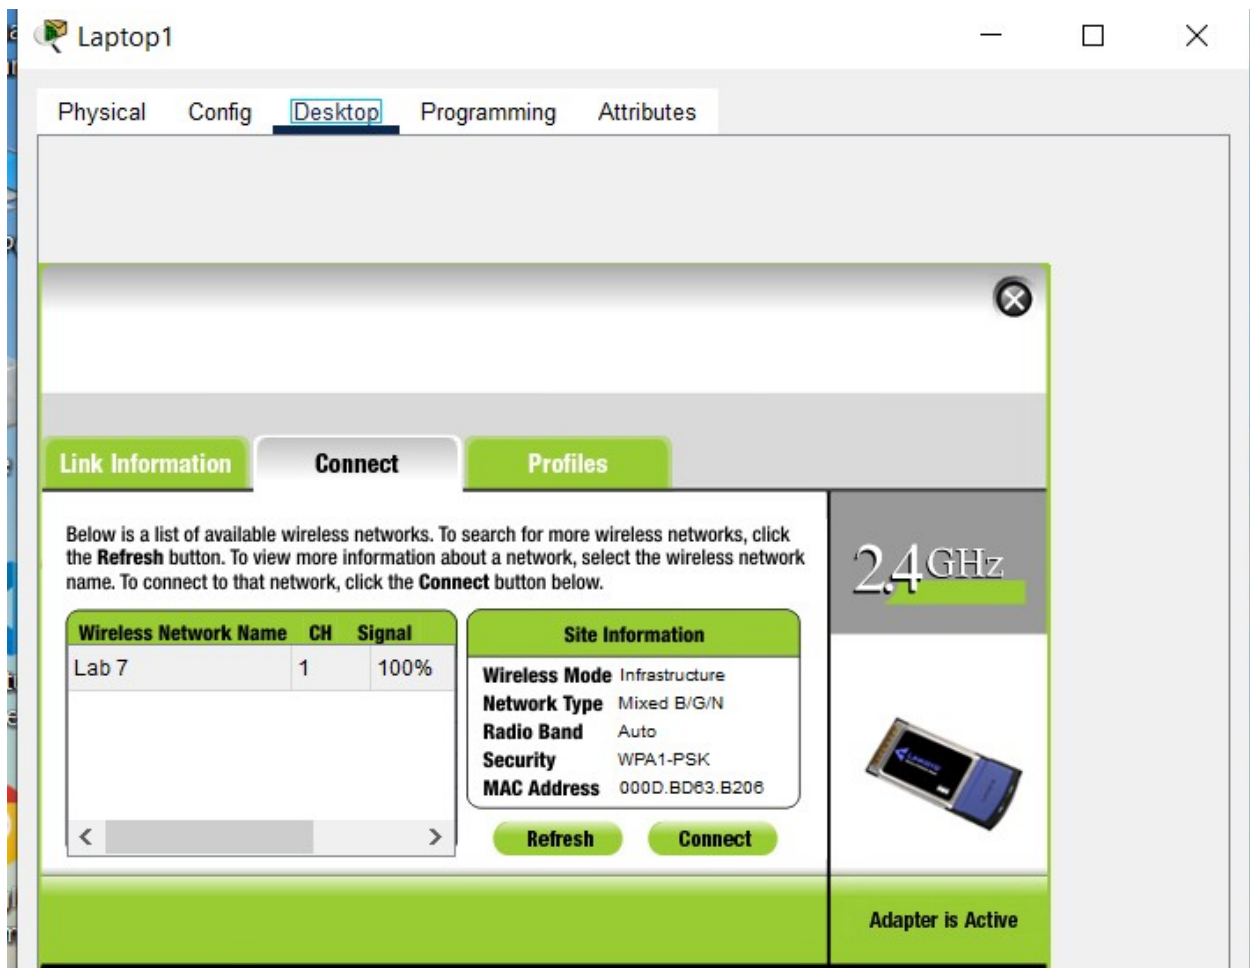 Laptop1
Physical Config Desktop Programming Attributes
Link Information Connect Profiles
Below is a list of available wireless networks. To search for more wireless networks, click
the Refresh button. To view more information about a network, select the wireless network
name. To connect to that network, click the Connect button below.
2.4GHz
Wireless Network Name CH Signal
Lab 7 1 100%
Site Information
Wireless Mode Infrastructure
Network Type Mixed B/G/N
Radio Band Auto
Security WPA1-PSK
MAC Address 000D.BD63.B206
Refresh Connect
Adapter is Active